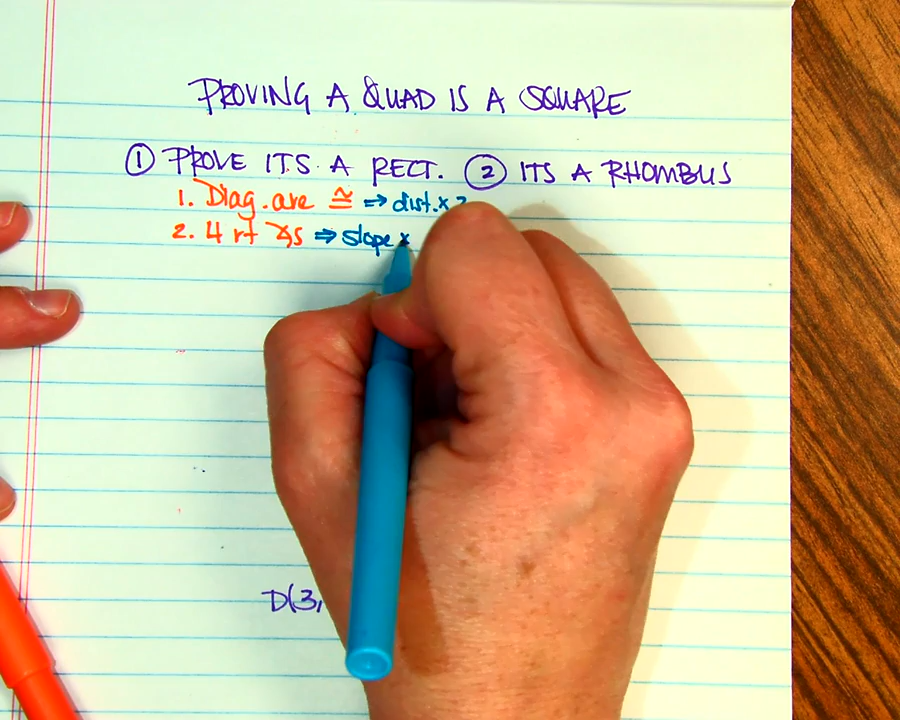 PROVING A QUAD IS A SQUARE
① PROVE ITS A RECT. ② ITS A RHOMBUS
1. Diag. are ≅ ⇒ dist. x 2
2. 4 rt ∡s ⇒ slope x
D(3,